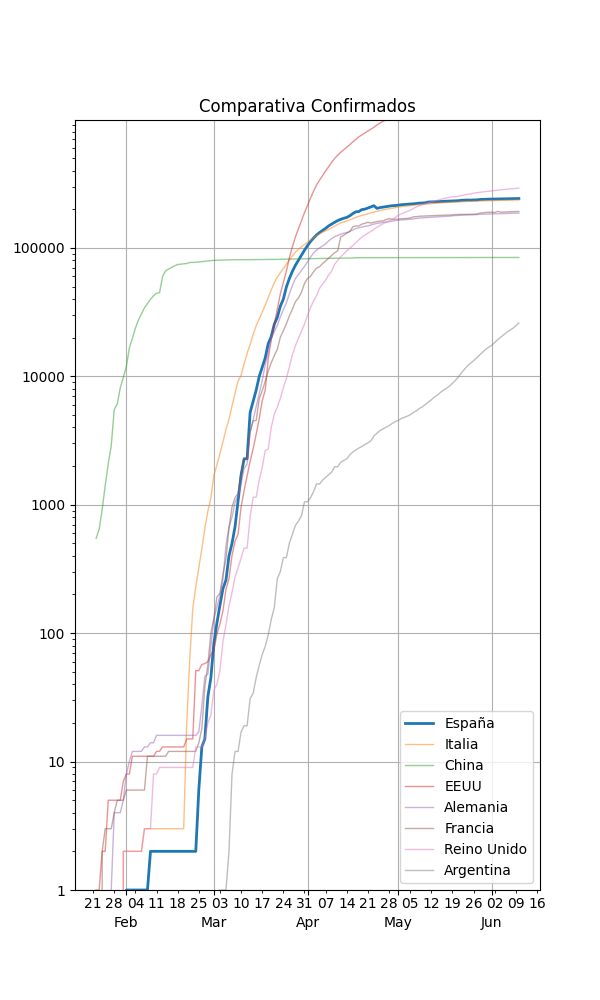 Comparativa Confirmados
100000
10000
1000
100
10
1
España
Italia
China
EEUU
Alemania
Francia
Reino Unido
Argentina
21 28 04 11 18 25 03 10 17 24 31 07 14 21 28 05 12 19 26 02 09 16
Feb Mar Apr May Jun